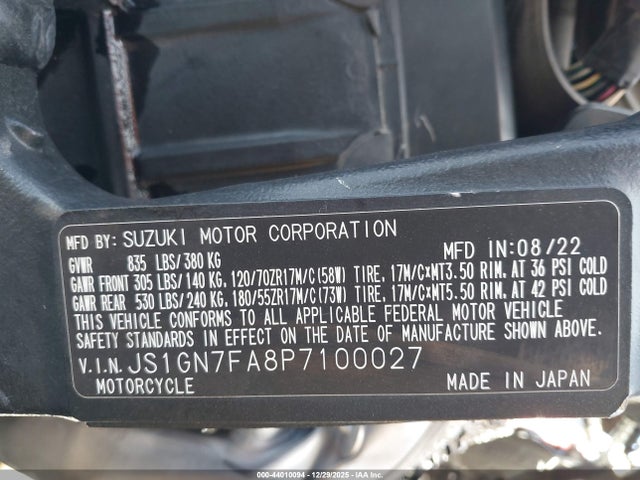 MFD BY: SUZUKI MOTOR CORPORATION
GVWR 835 LBS/ 380 KG MFD IN: 08/22
GAWR FRONT 305 LBS/ 140 KG, 120/70ZR17M/C(58W) TIRE, 17M/C×MT3.50 RIM, AT 36 PSI COLD
GAWR REAR 530 LBS/ 240 KG, 180/55ZR17M/C(73W) TIRE, 17M/C×MT5.50 RIM, AT 42 PSI COLD
THIS VEHICLE CONFORMS TO ALL APPLICABLE FEDERAL MOTOR VEHICLE
SAFETY STANDARDS IN EFFECT ON THE DATE OF MANUFACTURE SHOWN ABOVE.
V.I.N. JS1GN7FA8P7100027
MOTORCYCLE MADE IN JAPAN
000-44010094 - 12/29/2025 - IAAI.COM